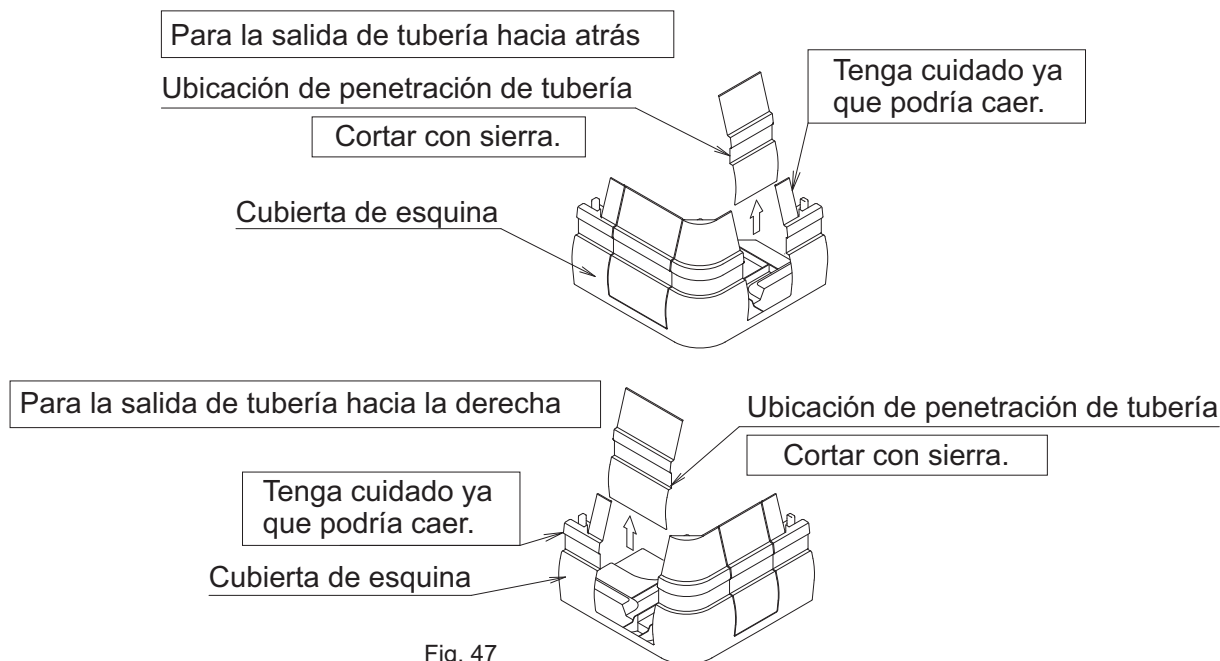 Para la salida de tubería hacia atrás
Ubicación de penetración de tubería
Cortar con sierra.
Tenga cuidado ya
que podría caer.
Cubierta de esquina
Para la salida de tubería hacia la derecha
Ubicación de penetración de tubería
Cortar con sierra.
Tenga cuidado ya
que podría caer.
Cubierta de esquina
Fig. 47